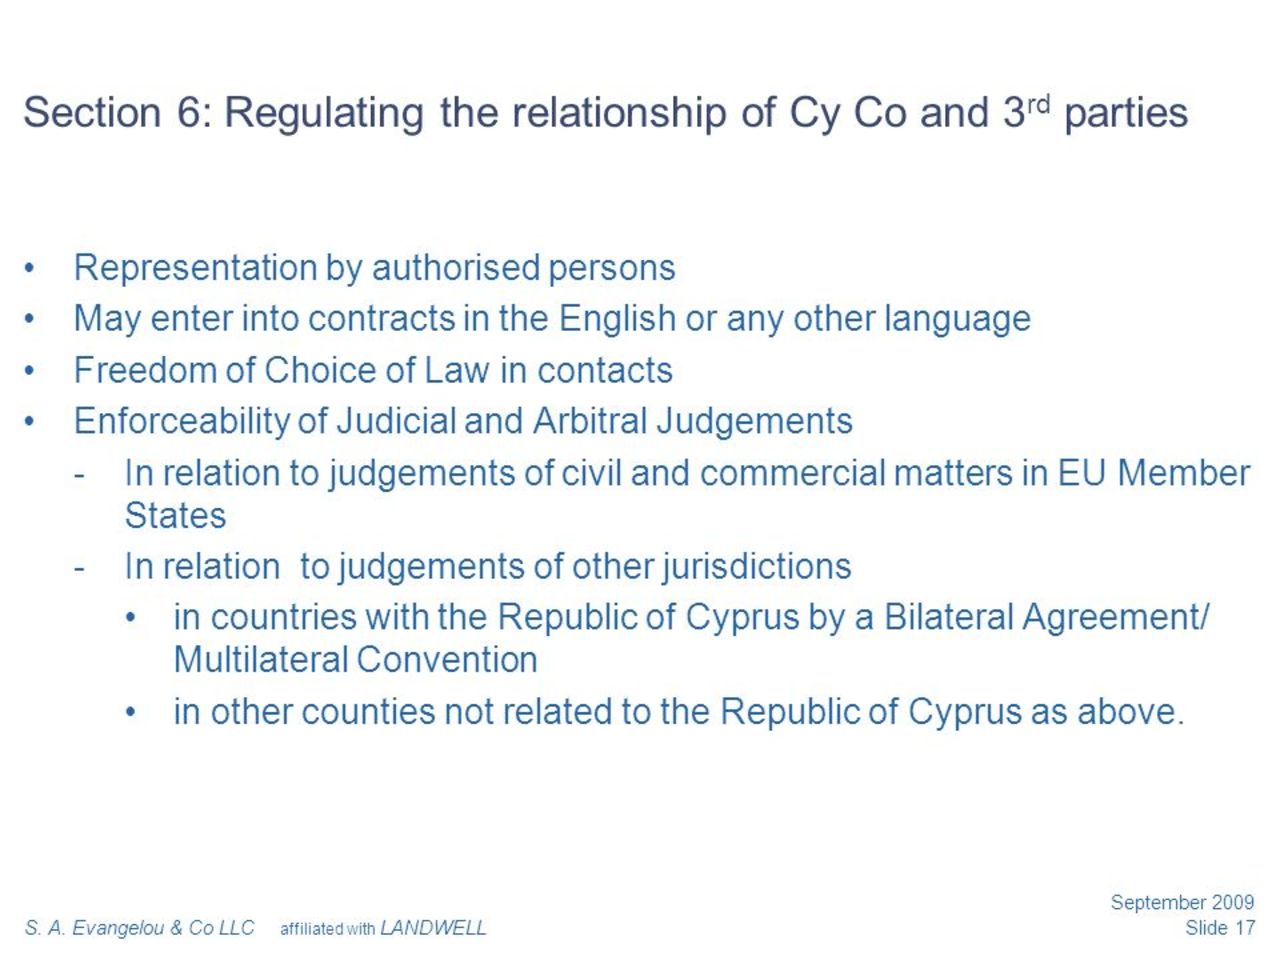 Section 6: Regulating the relationship of Cy Co and 3rd parties
• Representation by authorised persons
• May enter into contracts in the English or any other language
• Freedom of Choice of Law in contacts
• Enforceability of Judicial and Arbitral Judgements
- In relation to judgements of civil and commercial matters in EU Member
States
- In relation to judgements of other jurisdictions
• in countries with the Republic of Cyprus by a Bilateral Agreement/
Multilateral Convention
• in other counties not related to the Republic of Cyprus as above.
September 2009
S. A. Evangelou & Co LLC affiliated with LANDWELL
Slide 17